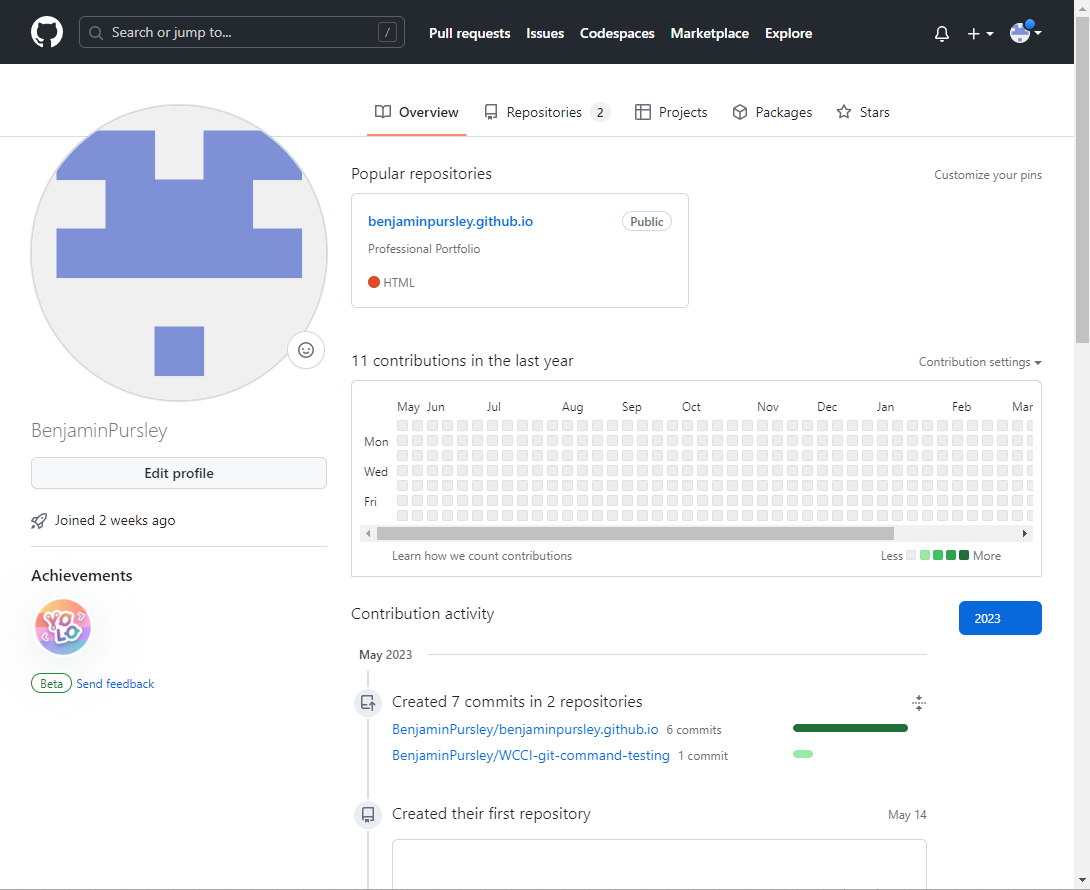 Search or jump to... / Pull requests Issues Codespaces Marketplace Explore
Overview Repositories 2 Projects Packages Stars
Popular repositories Customize your pins
benjaminpursley.github.io Public
Professional Portfolio
HTML
BenjaminPursley
Edit profile
Joined 2 weeks ago
Achievements
YOLO
Beta Send feedback
11 contributions in the last year Contribution settings
May Jun Jul Aug Sep Oct Nov Dec Jan Feb Mar
Mon
Wed
Fri
Learn how we count contributions Less More
Contribution activity 2023
May 2023
Created 7 commits in 2 repositories
BenjaminPursley/benjaminpursley.github.io 6 commits
BenjaminPursley/WCCI-git-command-testing 1 commit
Created their first repository May 14